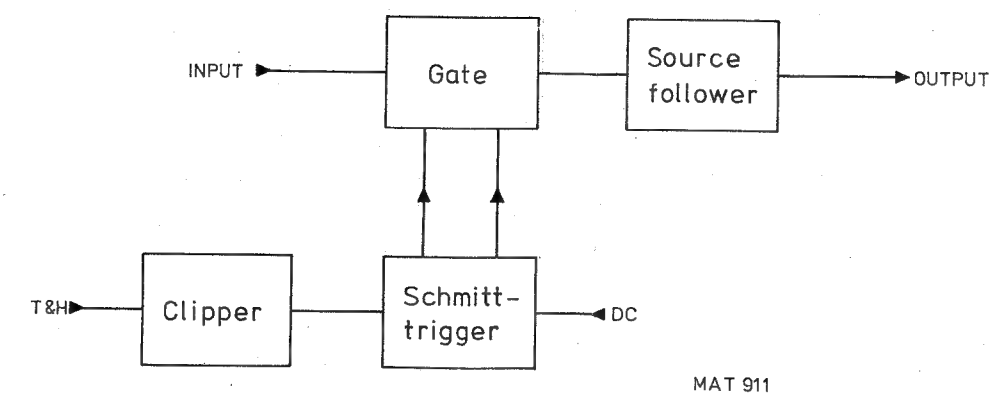 INPUT
Gate
Source
follower
OUTPUT
T&H
Clipper
Schmitt-
trigger
DC
MAT 911